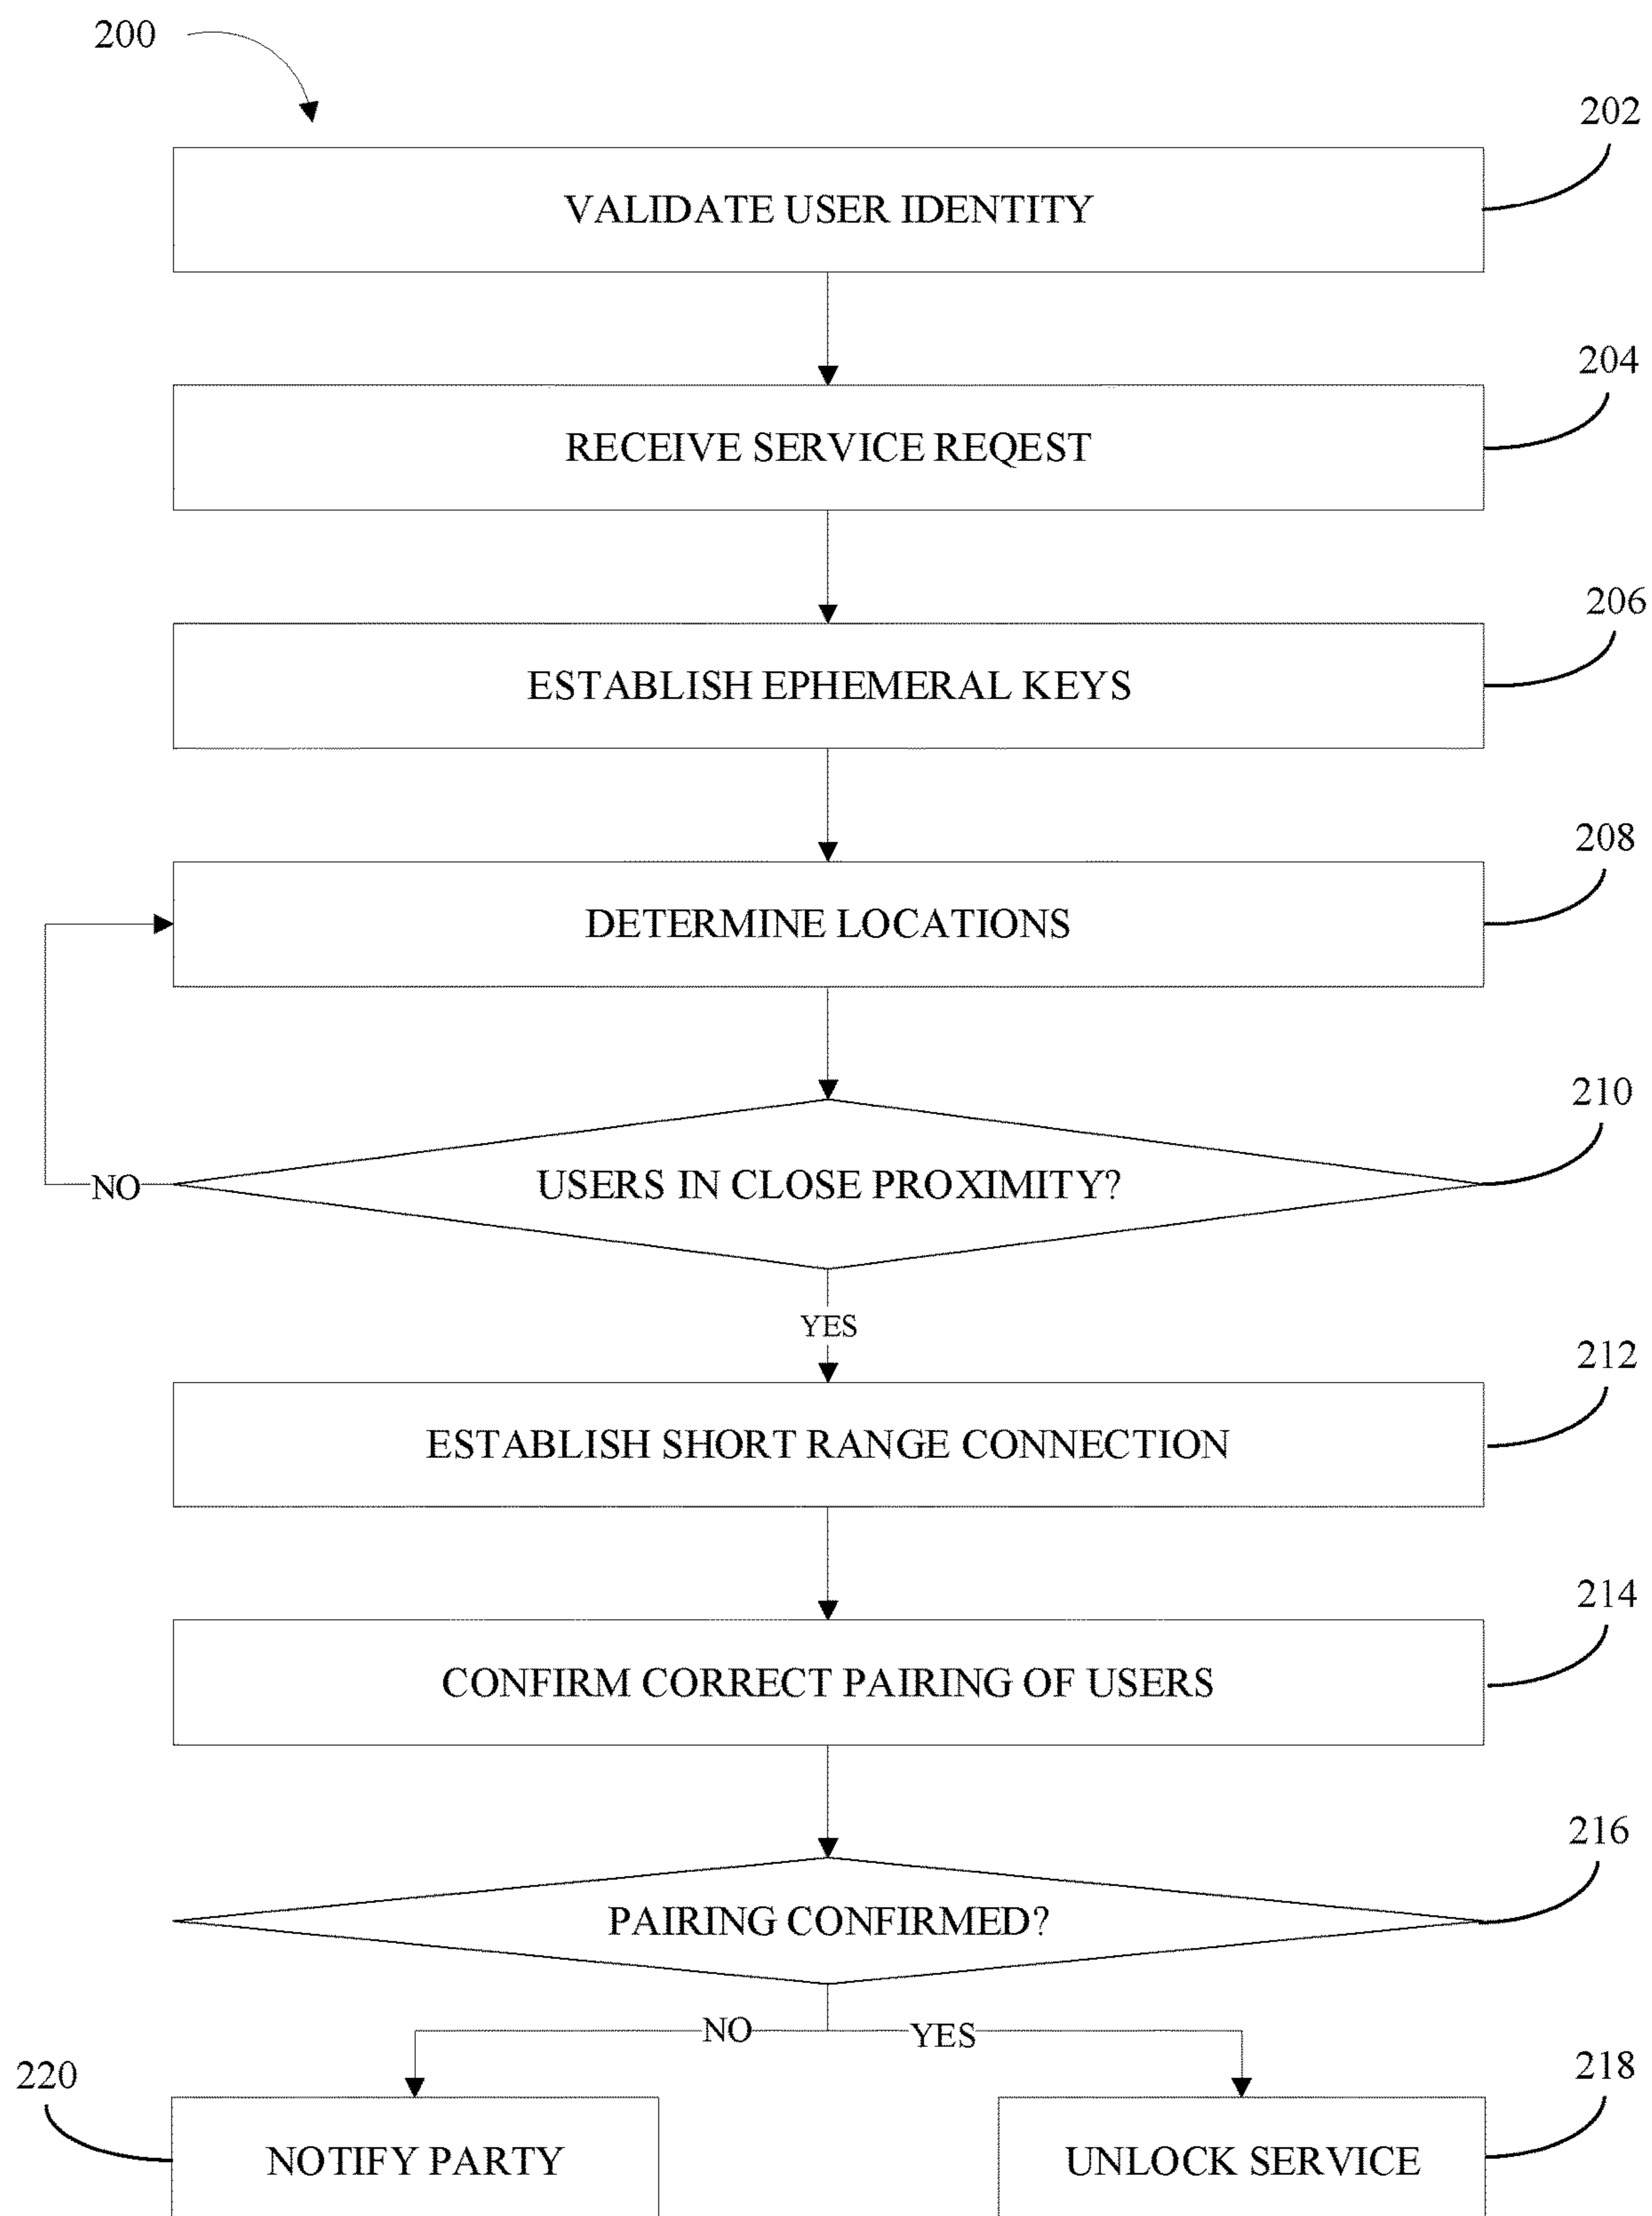 200
202
VALIDATE USER IDENTITY
204
RECEIVE SERVICE REQEST
206
ESTABLISH EPHEMERAL KEYS
208
DETERMINE LOCATIONS
210
USERS IN CLOSE PROXIMITY?
NO
YES
212
ESTABLISH SHORT RANGE CONNECTION
214
CONFIRM CORRECT PAIRING OF USERS
216
PAIRING CONFIRMED?
NO
YES
220
218
NOTIFY PARTY
UNLOCK SERVICE